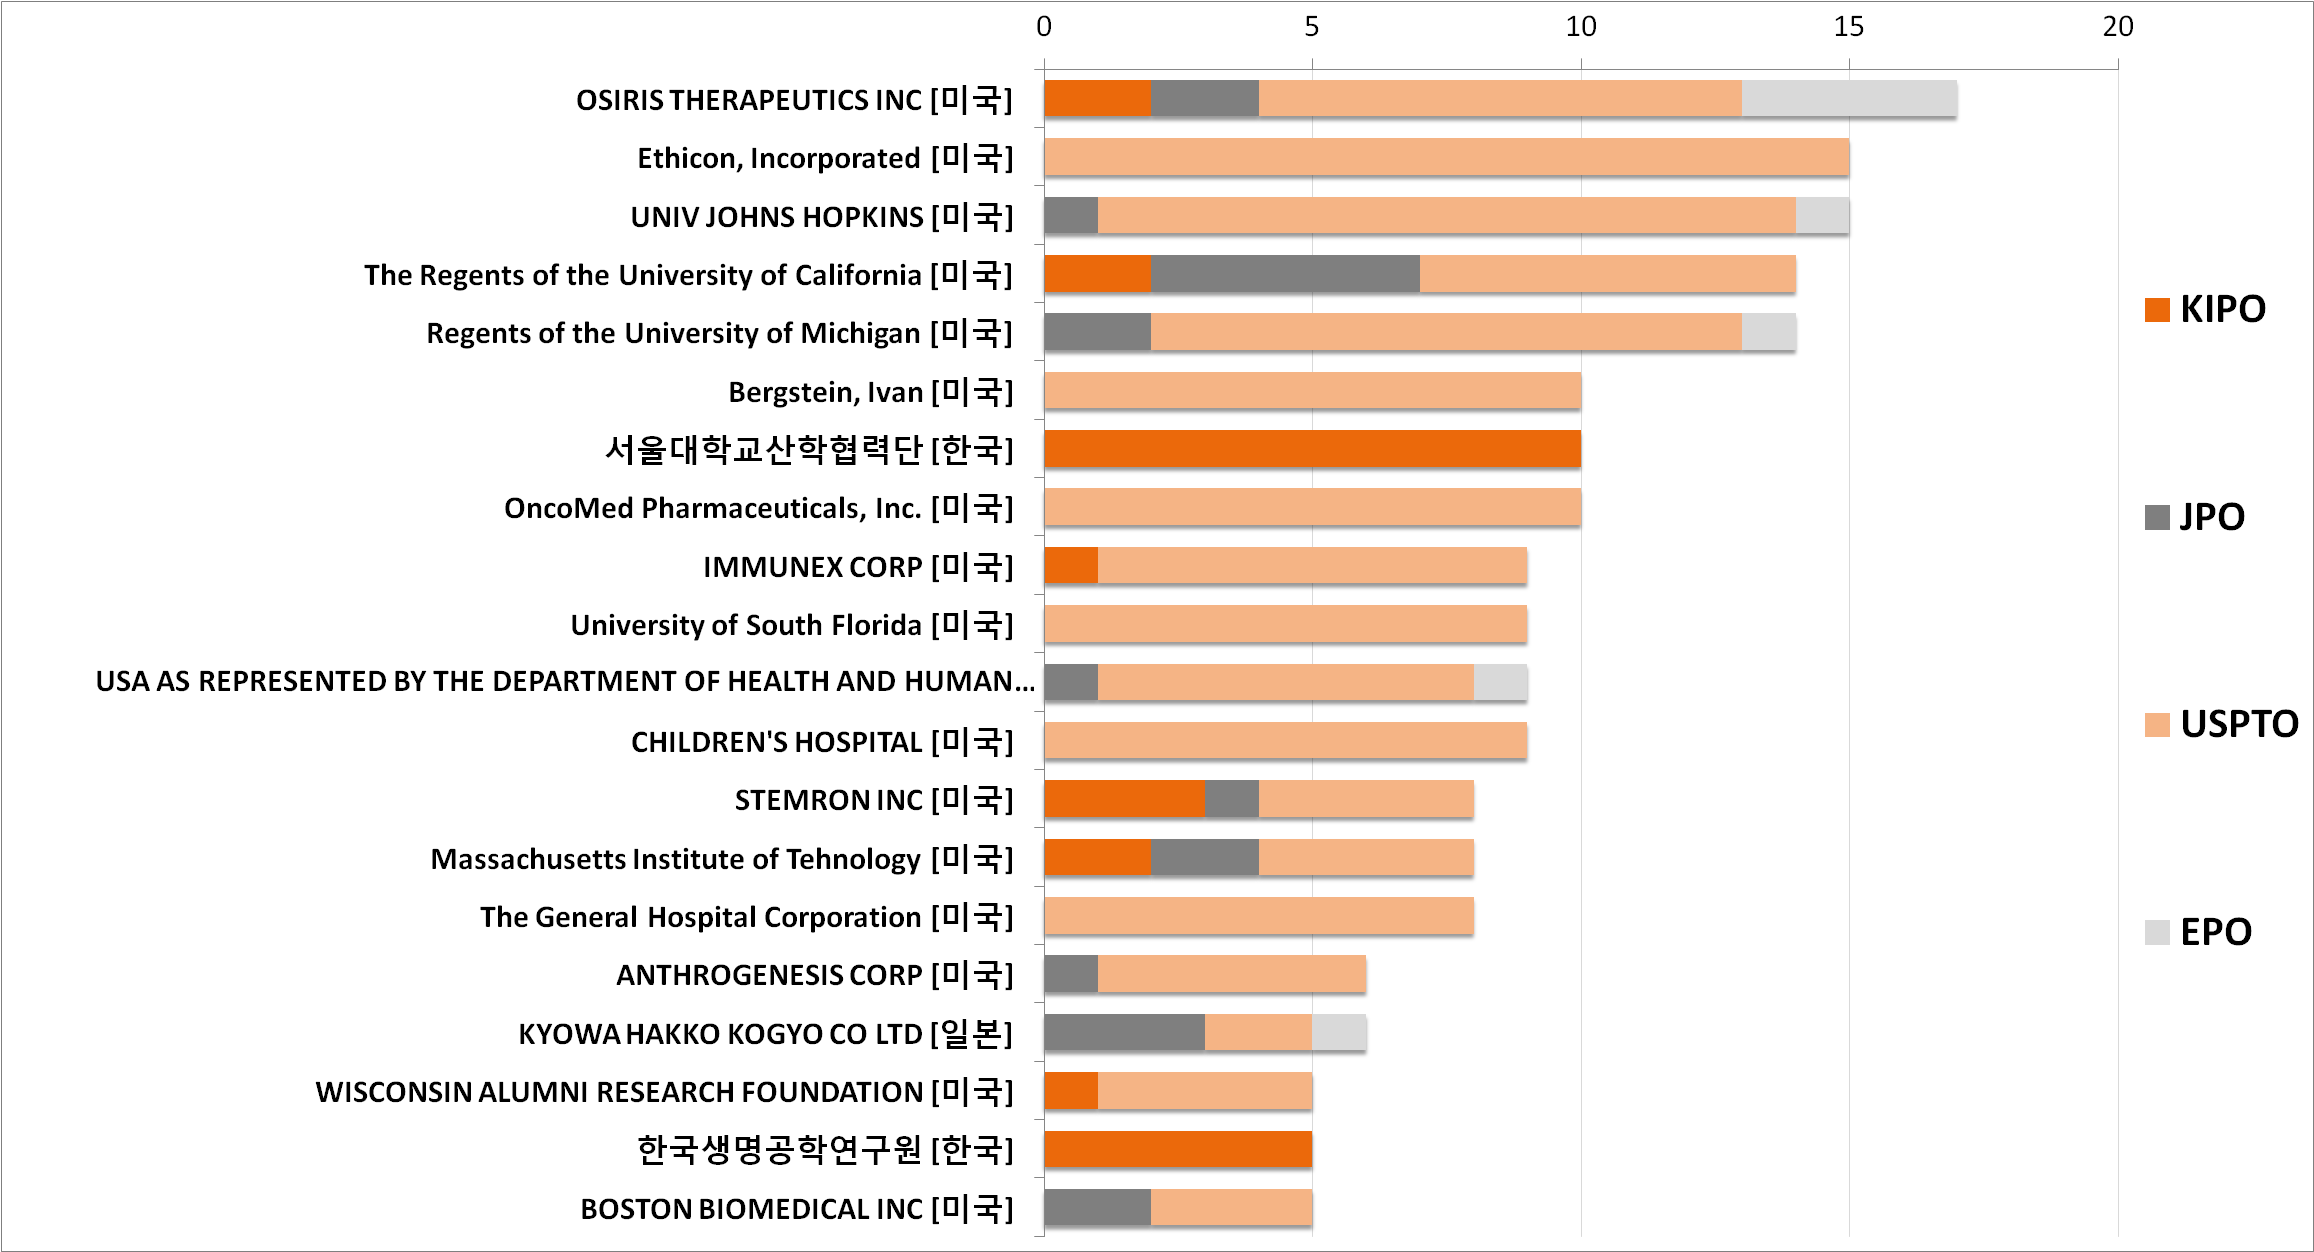 0 5 10 15 20
OSIRIS THERAPEUTICS INC [미국]
Ethicon, Incorporated [미국]
UNIV JOHNS HOPKINS [미국]
The Regents of the University of California [미국]
Regents of the University of Michigan [미국]
Bergstein, Ivan [미국]
서울대학교산학협력단 [한국]
OncoMed Pharmaceuticals, Inc. [미국]
IMMUNEX CORP [미국]
University of South Florida [미국]
USA AS REPRESENTED BY THE DEPARTMENT OF HEALTH AND HUMAN...
CHILDREN'S HOSPITAL [미국]
STEMRON INC [미국]
Massachusetts Institute of Tehnology [미국]
The General Hospital Corporation [미국]
ANTHROGENESIS CORP [미국]
KYOWA HAKKO KOGYO CO LTD [일본]
WISCONSIN ALUMNI RESEARCH FOUNDATION [미국]
한국생명공학연구원 [한국]
BOSTON BIOMEDICAL INC [미국]
KIPO
JPO
USPTO
EPO